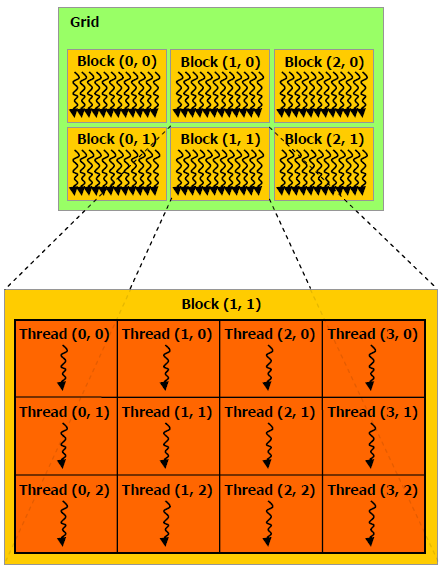 Grid
Block (0, 0) Block (1, 0) Block (2, 0)
Block (0, 1) Block (1, 1) Block (2, 1)
Block (1, 1)
Thread (0, 0) Thread (1, 0) Thread (2, 0) Thread (3, 0)
Thread (0, 1) Thread (1, 1) Thread (2, 1) Thread (3, 1)
Thread (0, 2) Thread (1, 2) Thread (2, 2) Thread (3, 2)